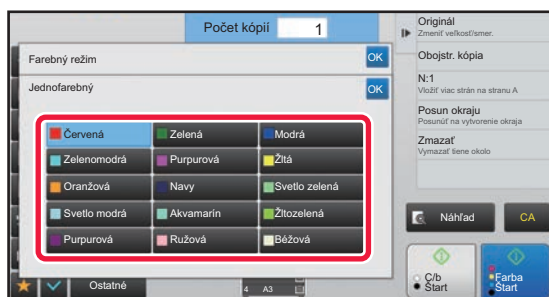 Počet kópií 1
Farebný režim OK
Jednofarebný OK
Červená Zelená Modrá
Zelenomodrá Purpurová Žltá
Oranžová Navy Svetlo zelená
Svetlo modrá Akvamarín Žltozelená
Purpurová Ružová Béžová
Ostatné
4 A3
Originál
Zmeniť veľkosť/smer.
Obojstr. kópia
N:1
Vložiť viac strán na stranu A
Posun okraju
Posunúť na vytvorenie okraja
Zmazať
Vymazať tiene okolo
Náhľad CA
Č/b
Štart
Farba
Štart